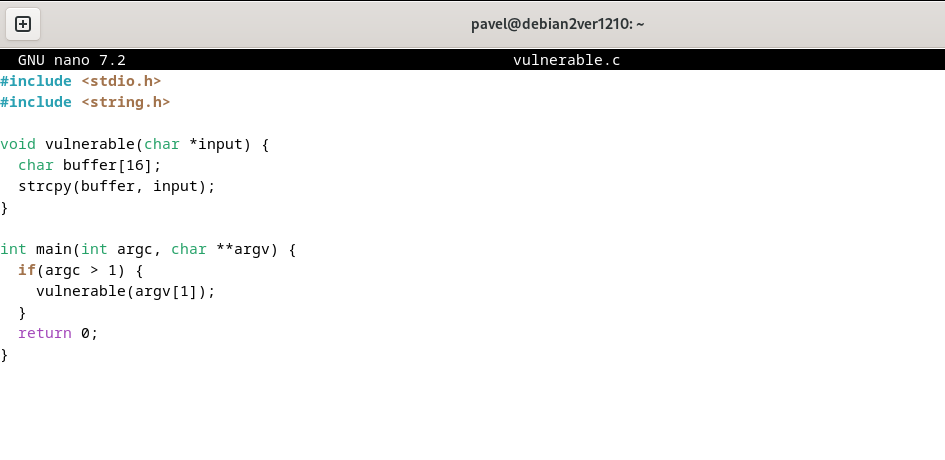 pavel@debian2ver1210: ~
GNU nano 7.2 vulnerable.c
#include <stdio.h>
#include <string.h>

void vulnerable(char *input) {
  char buffer[16];
  strcpy(buffer, input);
}

int main(int argc, char **argv) {
  if(argc > 1) {
    vulnerable(argv[1]);
  }
  return 0;
}